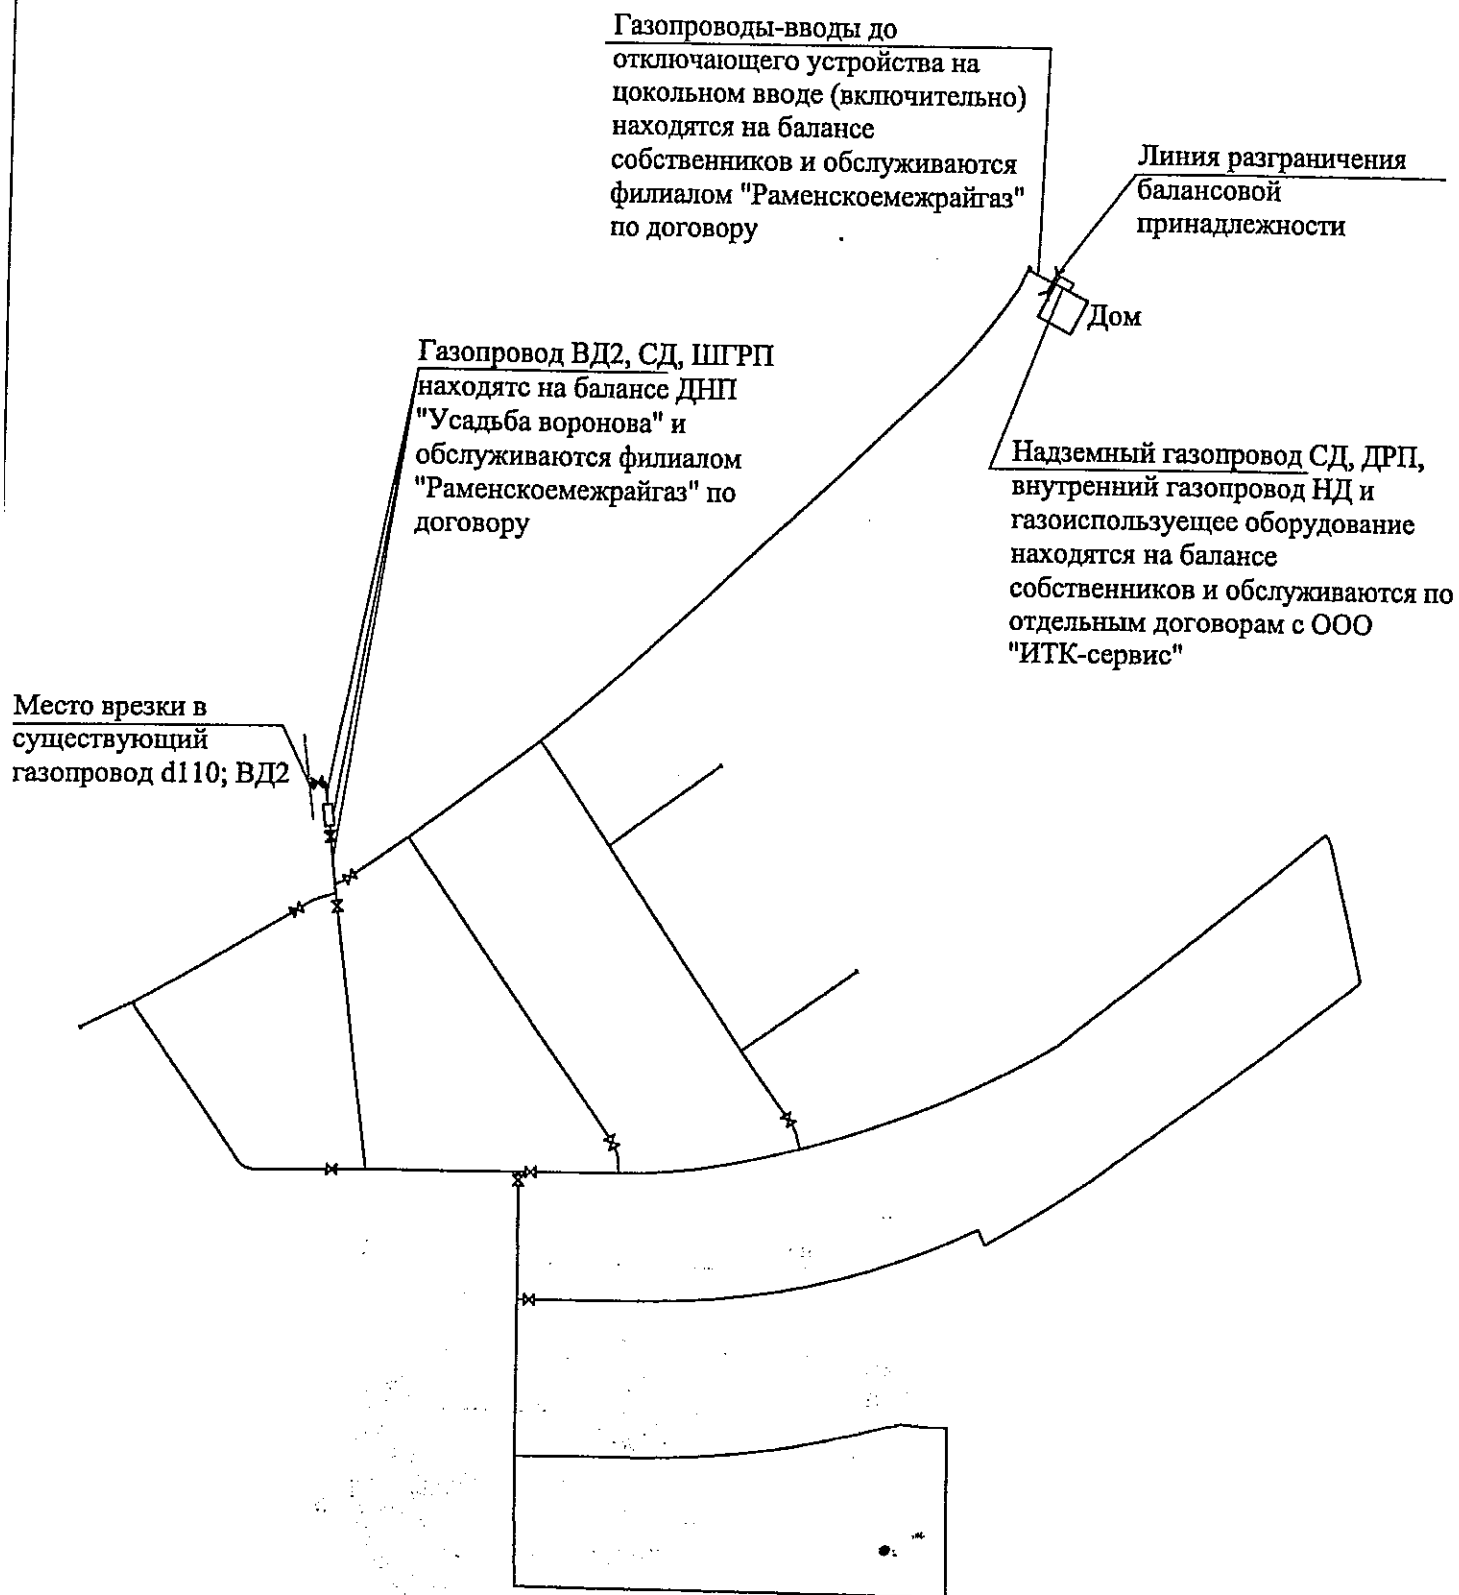 Газопроводы-вводы до
отключающего устройства на
цокольном вводе (включительно)
находятся на балансе
собственников и обслуживаются
филиалом "Раменскоемежрайгаз"
по договору
Линия разграничения
балансовой
принадлежности
Дом
Газопровод ВД2, СД, ШГРП
находятс на балансе ДНП
"Усадьба воронова" и
обслуживаются филиалом
"Раменскоемежрайгаз" по
договору
Надземный газопровод СД, ДРП,
внутренний газопровод НД и
газоиспользуещее оборудование
находятся на балансе
собственников и обслуживаются по
отдельным договорам с ООО
"ИТК-сервис"
Место врезки в
существующий
газопровод d110; ВД2